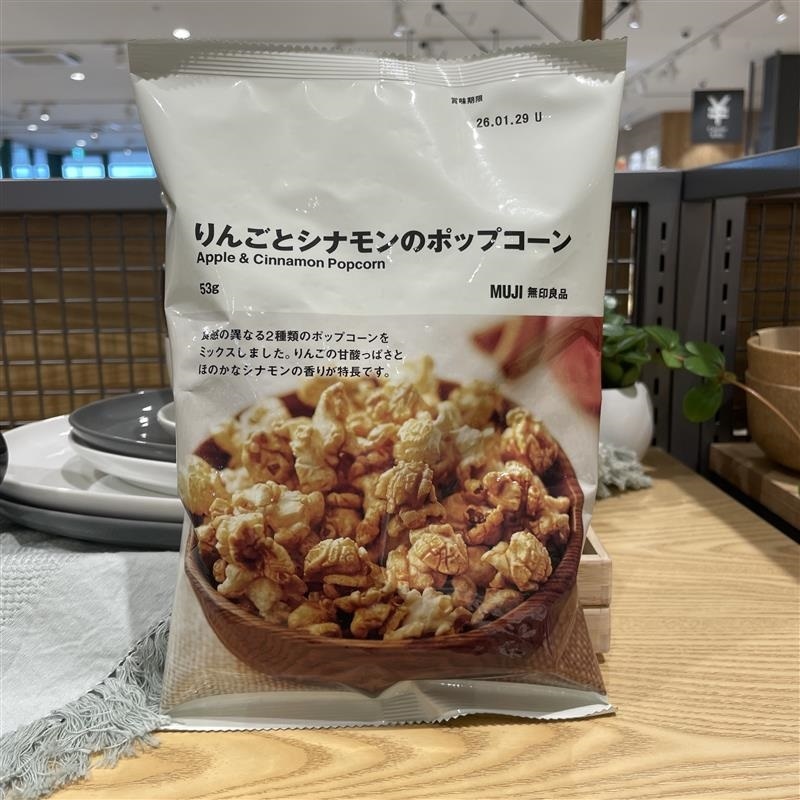 賞味期限
26.01.29 U
りんごとシナモンのポップコーン
Apple & Cinnamon Popcorn
53g
MUJI 無印良品
食感の異なる2種類のポップコーンを
ミックスしました。りんごの甘酸っぱさと
ほのかなシナモンの香りが特長です。
¥